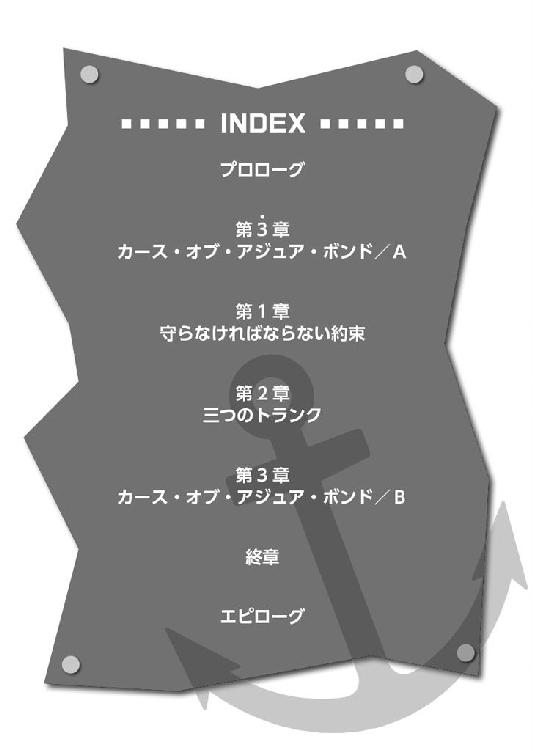 INDEX
プロローグ
第3章
カース・オブ・アジュア・ボンド／A
第1章
守らなければならない約束
第2章
三つのトランク
第3章
カース・オブ・アジュア・ボンド／B
終章
エピローグ